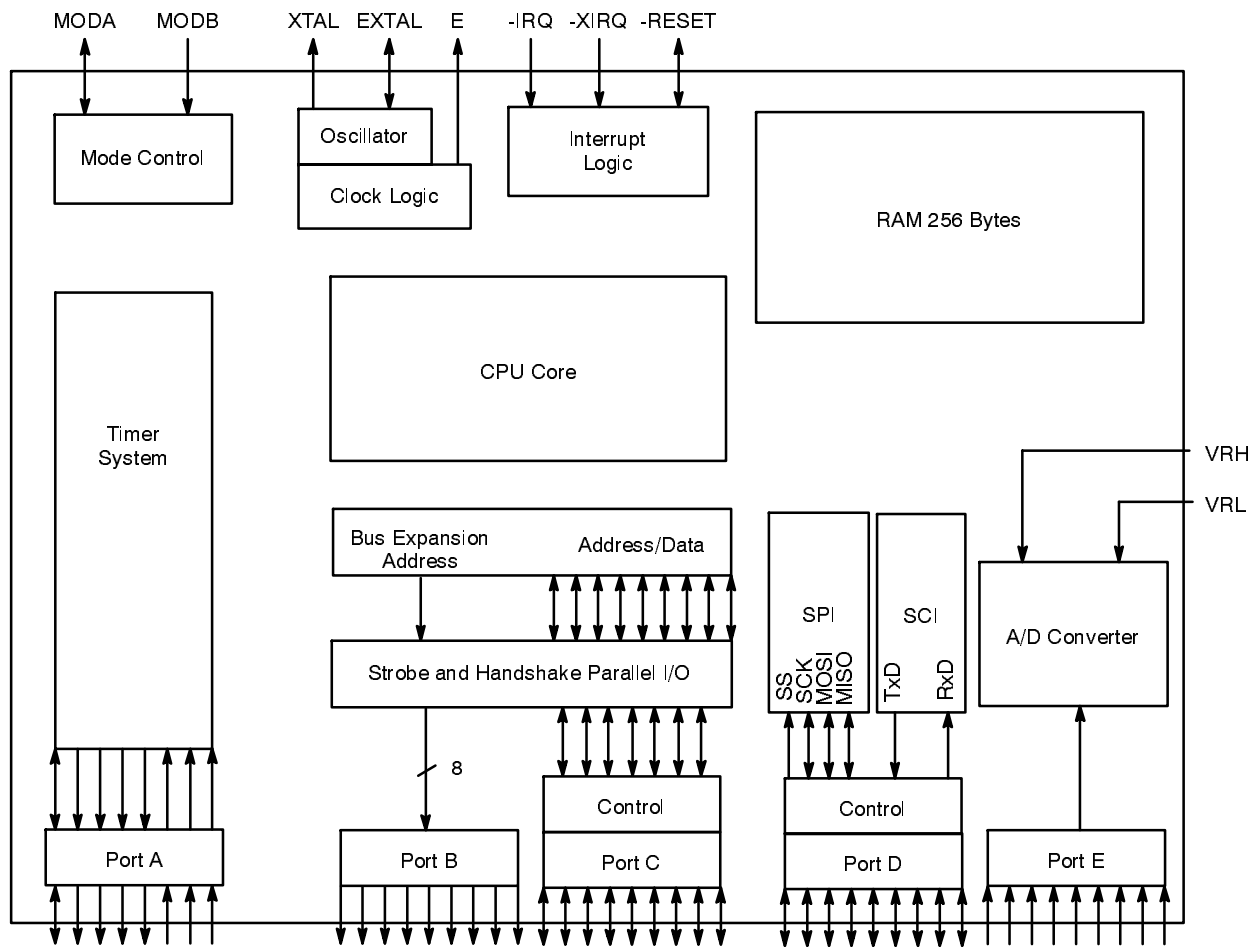 MODA MODB XTAL EXTAL E -IRQ -XIRQ -RESET
Mode Control
Oscillator
Clock Logic
Interrupt
Logic
RAM 256 Bytes
CPU Core
Timer
System
VRH
VRL
Bus Expansion
Address
Address/Data
Strobe and Handshake Parallel I/O
SPI
SS
SCK
MOSI
MISO
SCI
TxD
RxD
A/D Converter
8
Control
Control
Port A
Port B
Port C
Port D
Port E